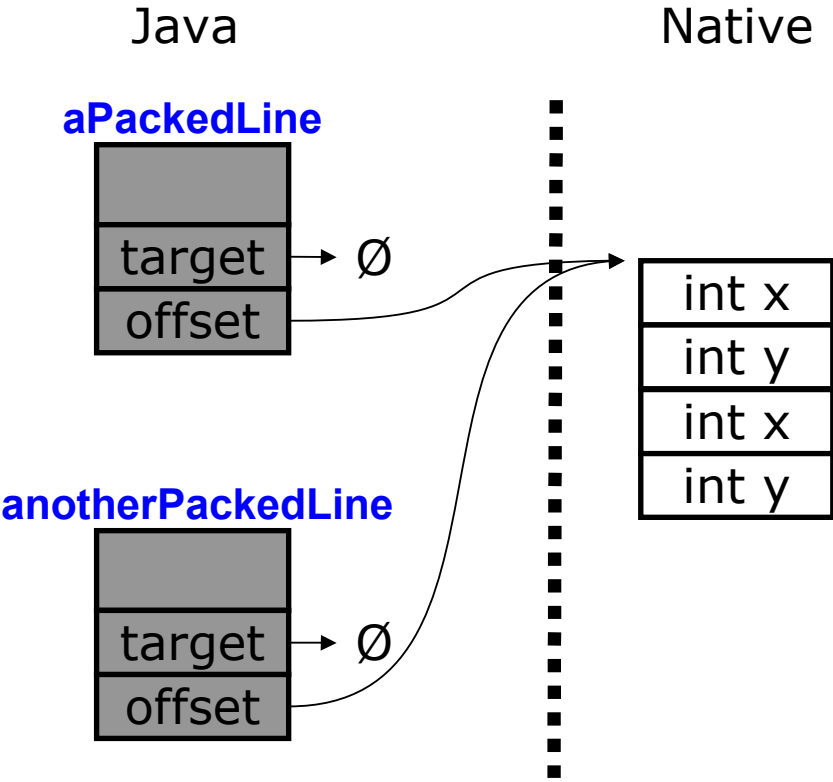 Java
Native
aPackedLine
target
Ø
offset
int x
int y
int x
int y
anotherPackedLine
target
Ø
offset